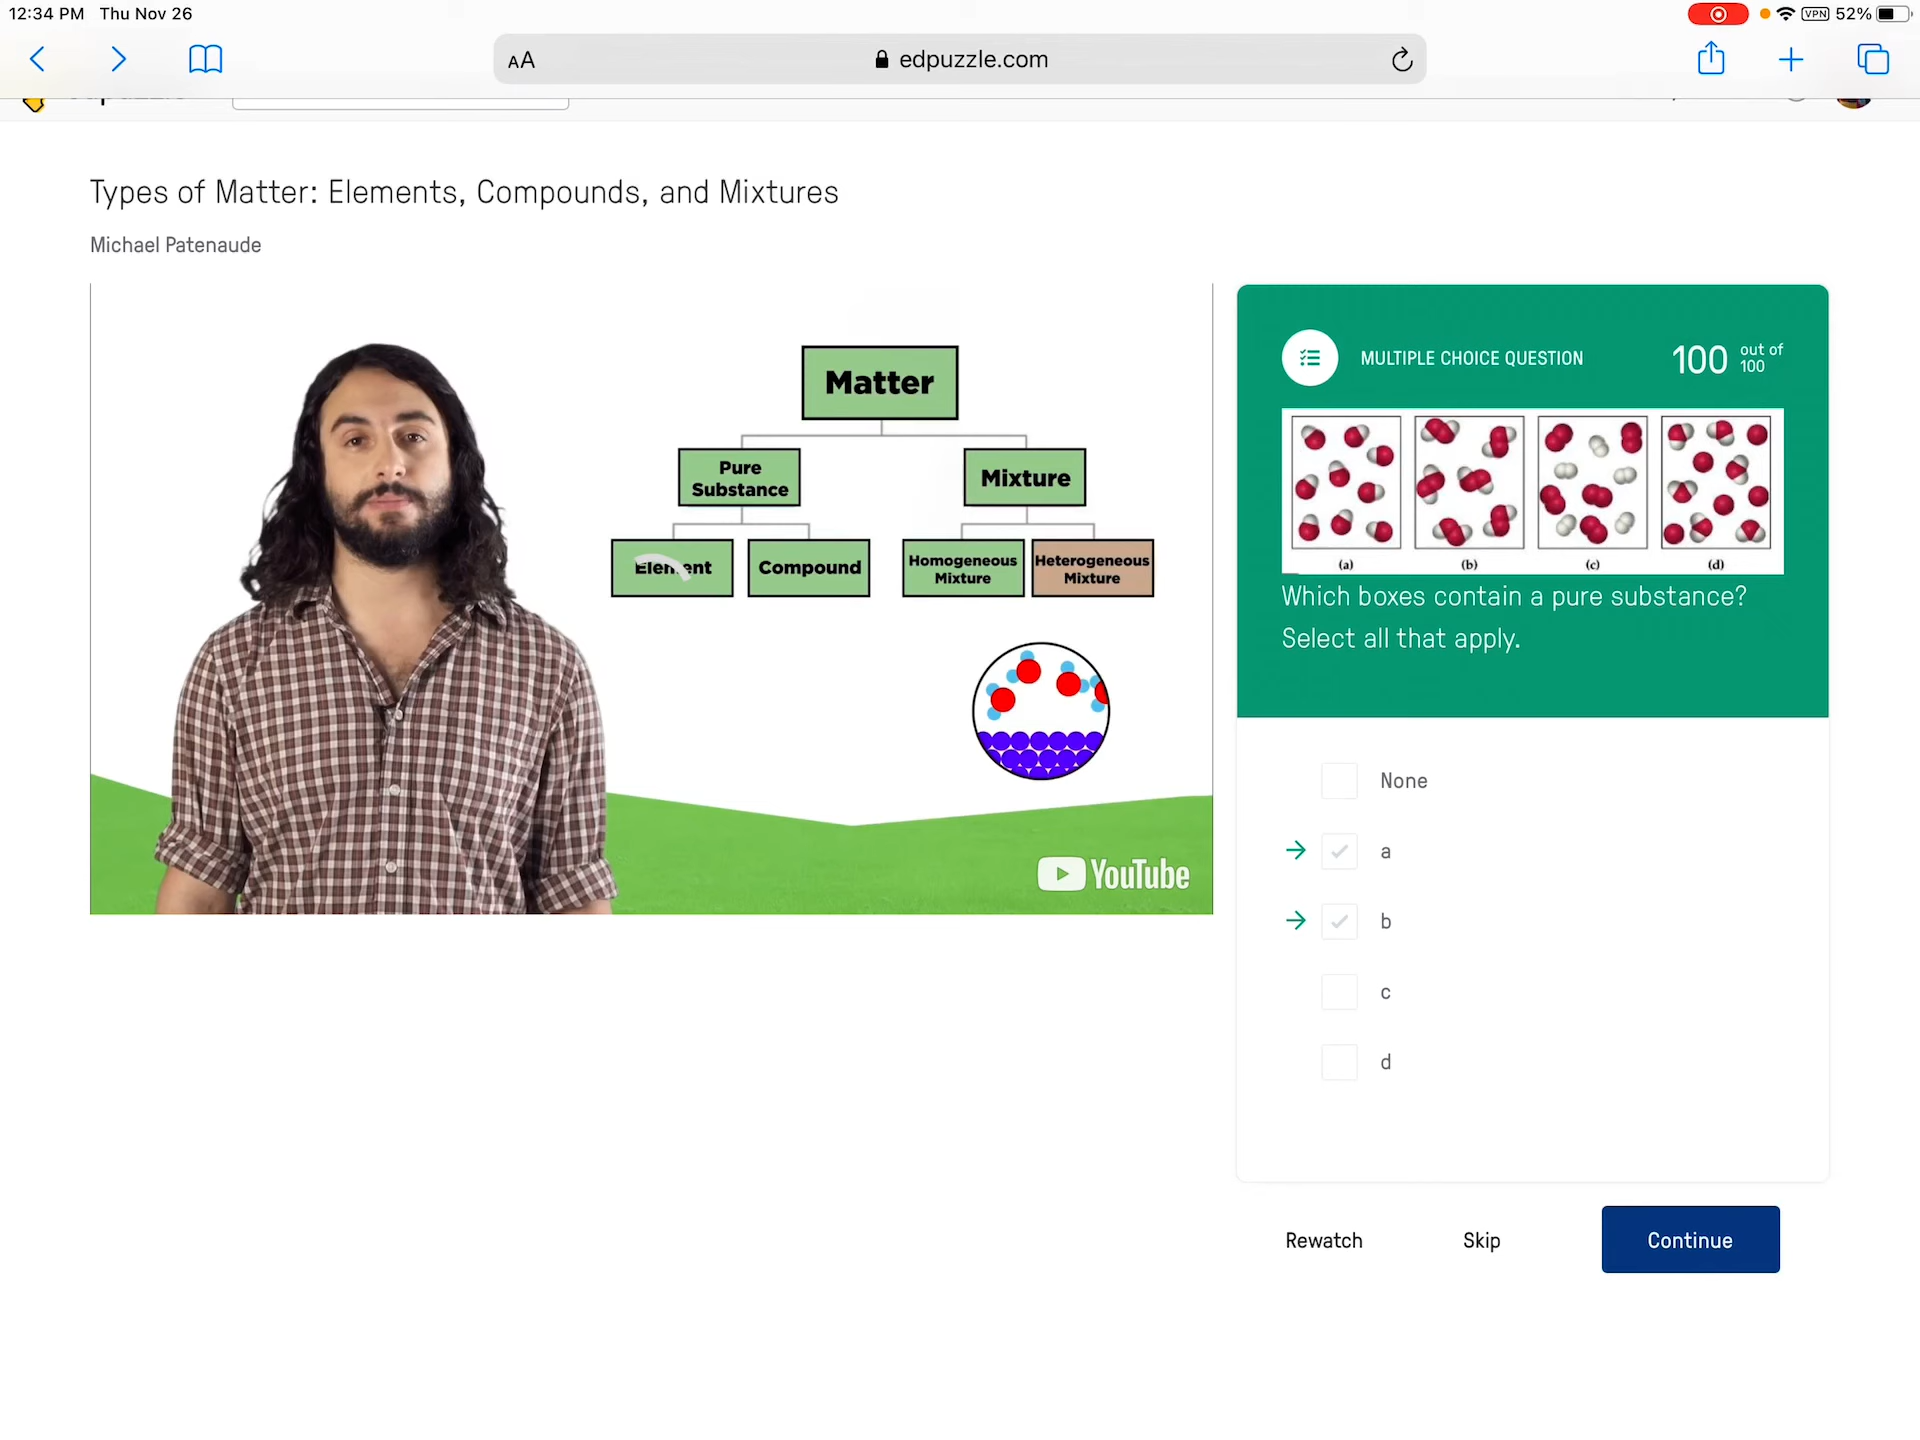 12:34 PM Thu Nov 26
VPN 52%
AA
edpuzzle.com
Types of Matter: Elements, Compounds, and Mixtures
Michael Patenaude
Matter
Pure
Substance
Mixture
Element
Compound
Homogeneous
Mixture
Heterogeneous
Mixture
YouTube
MULTIPLE CHOICE QUESTION
100 out of
100
(a) (b) (c) (d)
Which boxes contain a pure substance?
Select all that apply.
None
a
b
c
d
Rewatch
Skip
Continue